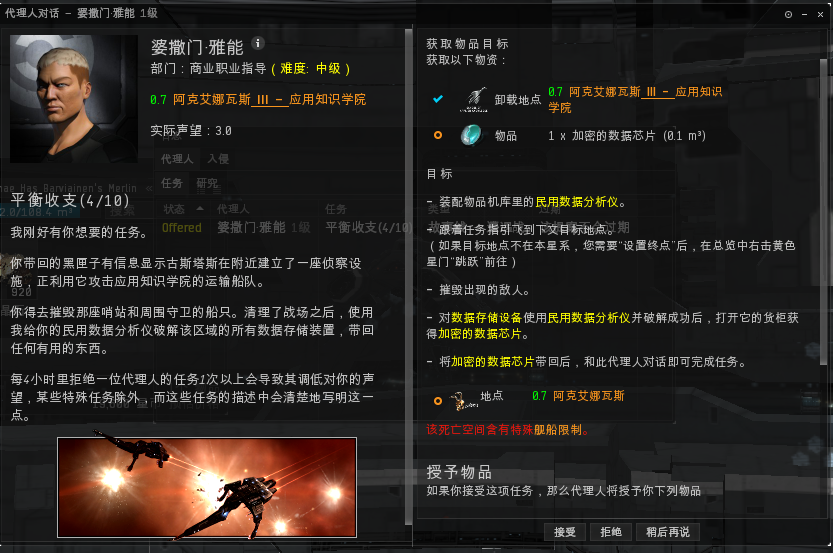 代理人对话 - 婆撒门·雅能 1级
婆撒门·雅能
部门：商业职业指导 ( 难度: 中级 )
0.7 阿克艾娜瓦斯 III - 应用知识学院
实际声望：3.0
代理人 入侵
任务 研究
状态 代理人 任务
Offered 婆撒门·雅能 1级 平衡收支(4/10)
平衡收支(4/10)
我刚好有你想要的任务。
你带回的黑匣子有信息显示古斯塔斯在附近建立了一座侦察设
施，正利用它攻击应用知识学院的运输船队。
你得去摧毁那座哨站和周围守卫的船只。清理了战场之后，使用
我给你的民用数据分析仪破解该区域的所有数据存储装置，带回
任何有用的东西。
每4小时里拒绝一位代理人的任务1次以上会导致其调低对你的声
望，某些特殊任务除外，而这些任务的描述中会清楚地写明这一
点。
获取物品目标
获取以下物资：
卸载地点 0.7 阿克艾娜瓦斯 III - 应用知识
学院
物品 1 x 加密的数据芯片 (0.1 m³)
目标
- 装配物品机库里的民用数据分析仪。
- 跟着任务指引飞到下文目标地点。
（如果目标地点不在本星系，您需要“设置终点”后，在总览中右击黄色
星门“跳跃”前往）
- 摧毁出现的敌人。
- 对数据存储设备使用民用数据分析仪并破解成功后，打开它的货柜获
得加密的数据芯片。
- 将加密的数据芯片带回后，和此代理人对话即可完成任务。
地点 0.7 阿克艾娜瓦斯
该死亡空间含有特殊舰船限制。
授予物品
如果你接受这项任务，那么代理人将授予你下列物品
接受 拒绝 稍后再说